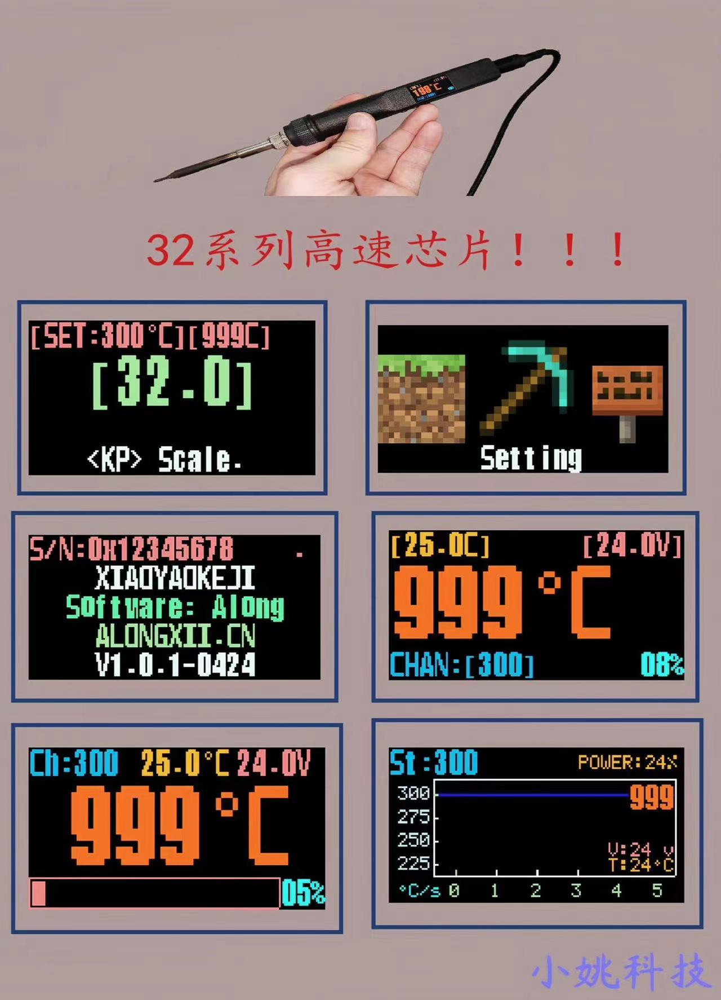 198°C
32系列高速芯片！！！
[SET:300°C][999C]
[32.0]
<KP> Scale.
Setting
S/N:0X12345678 .
XIAOYAOKEJI
Software: Along
ALONGXII.CN
V1.0.1-0424
[25.0C] [24.0V]
999°C
CHAN:[300] 08%
Ch:300 25.0°C 24.0V
999°C
05%
St:300 POWER:24%
300 999
275
250
V:24 v
225 T:24°C
°C/s 0 1 2 3 4 5
小姚科技